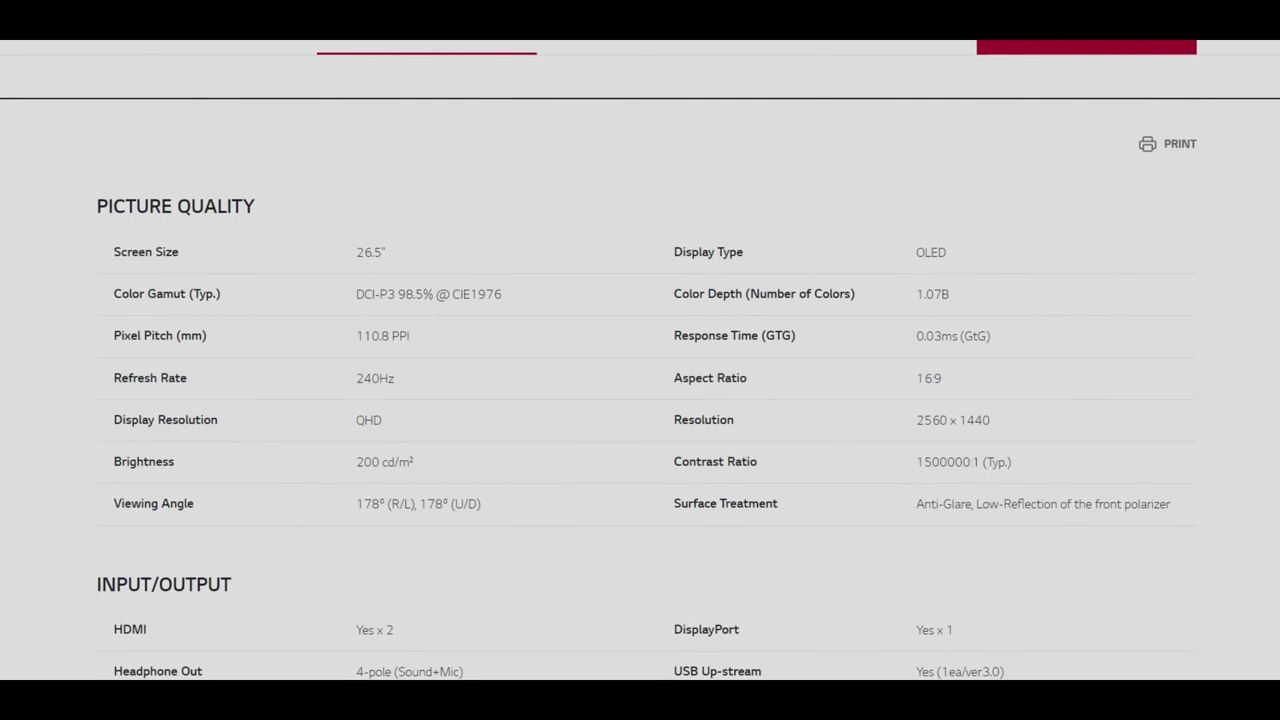 PRINT
PICTURE QUALITY
Screen Size 26.5" Display Type OLED
Color Gamut (Typ.) DCI-P3 98.5% @ CIE1976 Color Depth (Number of Colors) 1.07B
Pixel Pitch (mm) 110.8 PPI Response Time (GTG) 0.03ms (GtG)
Refresh Rate 240Hz Aspect Ratio 16:9
Display Resolution QHD Resolution 2560 x 1440
Brightness 200 cd/m² Contrast Ratio 1500000:1 (Typ.)
Viewing Angle 178º (R/L), 178º (U/D) Surface Treatment Anti-Glare, Low-Reflection of the front polarizer
INPUT/OUTPUT
HDMI Yes x 2 DisplayPort Yes x 1
Headphone Out 4-pole (Sound+Mic) USB Up-stream Yes (1ea/ver3.0)